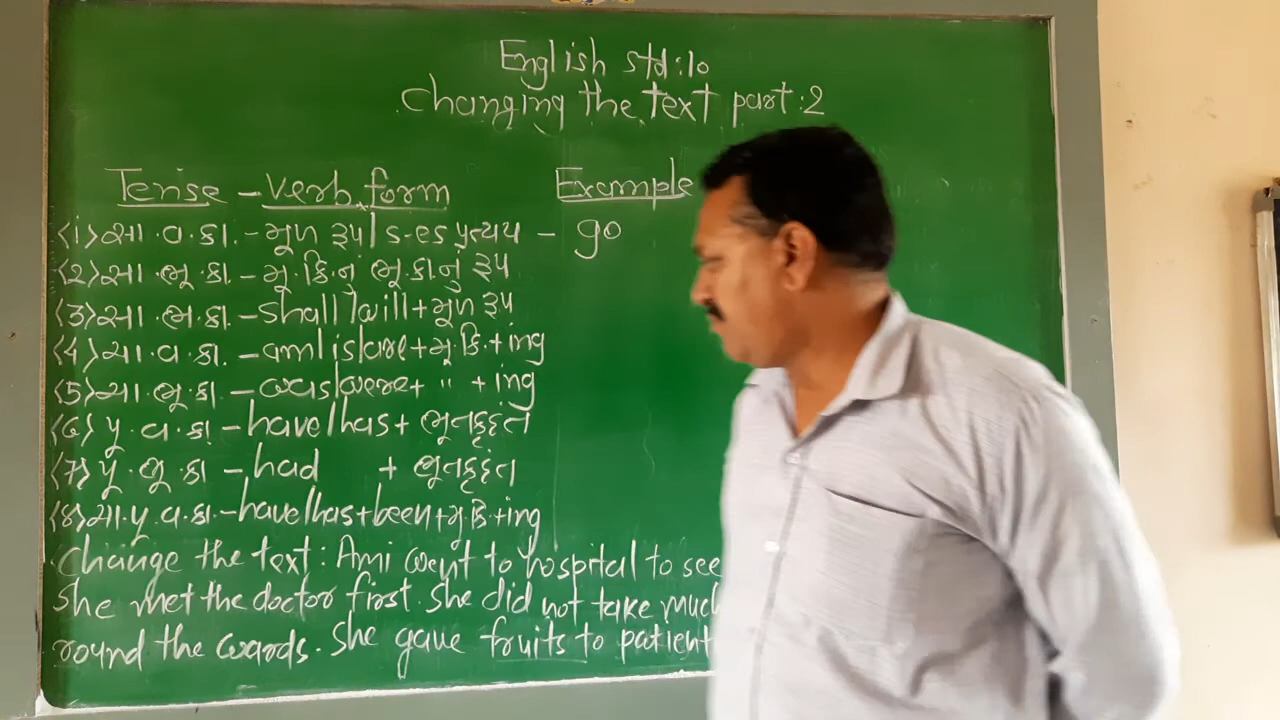 English std:10
Changing the text part:2
Tense - Verb form Example
<1> સા.વ.કા. - મૂળ રૂપ/s-es પ્રત્યય - go
<2> સા.ભૂ.કા - મૂ.ક્રિ.નું ભૂ.કાનું રૂપ
<3> સા.ભ.કા. - shall/will + મૂળ રૂપ
<4> ચા.વ.કા. - am/is/are + મૂ.ક્રિ. + ing
<5> ચા.ભૂ.કા - was/were + " + ing
<6> પૂ.વ.કા - have/has + ભૂતકૃદંત
<7> પૂ.ભૂ.કા - had + ભૂતકૃદંત
<8> ચા.પૂ.વ.કા. - have/has + been + મૂ.ક્રિ + ing
Change the text: Ami went to hospital to see
She met the doctor first. She did not take much
round the wards. She gave fruits to patient